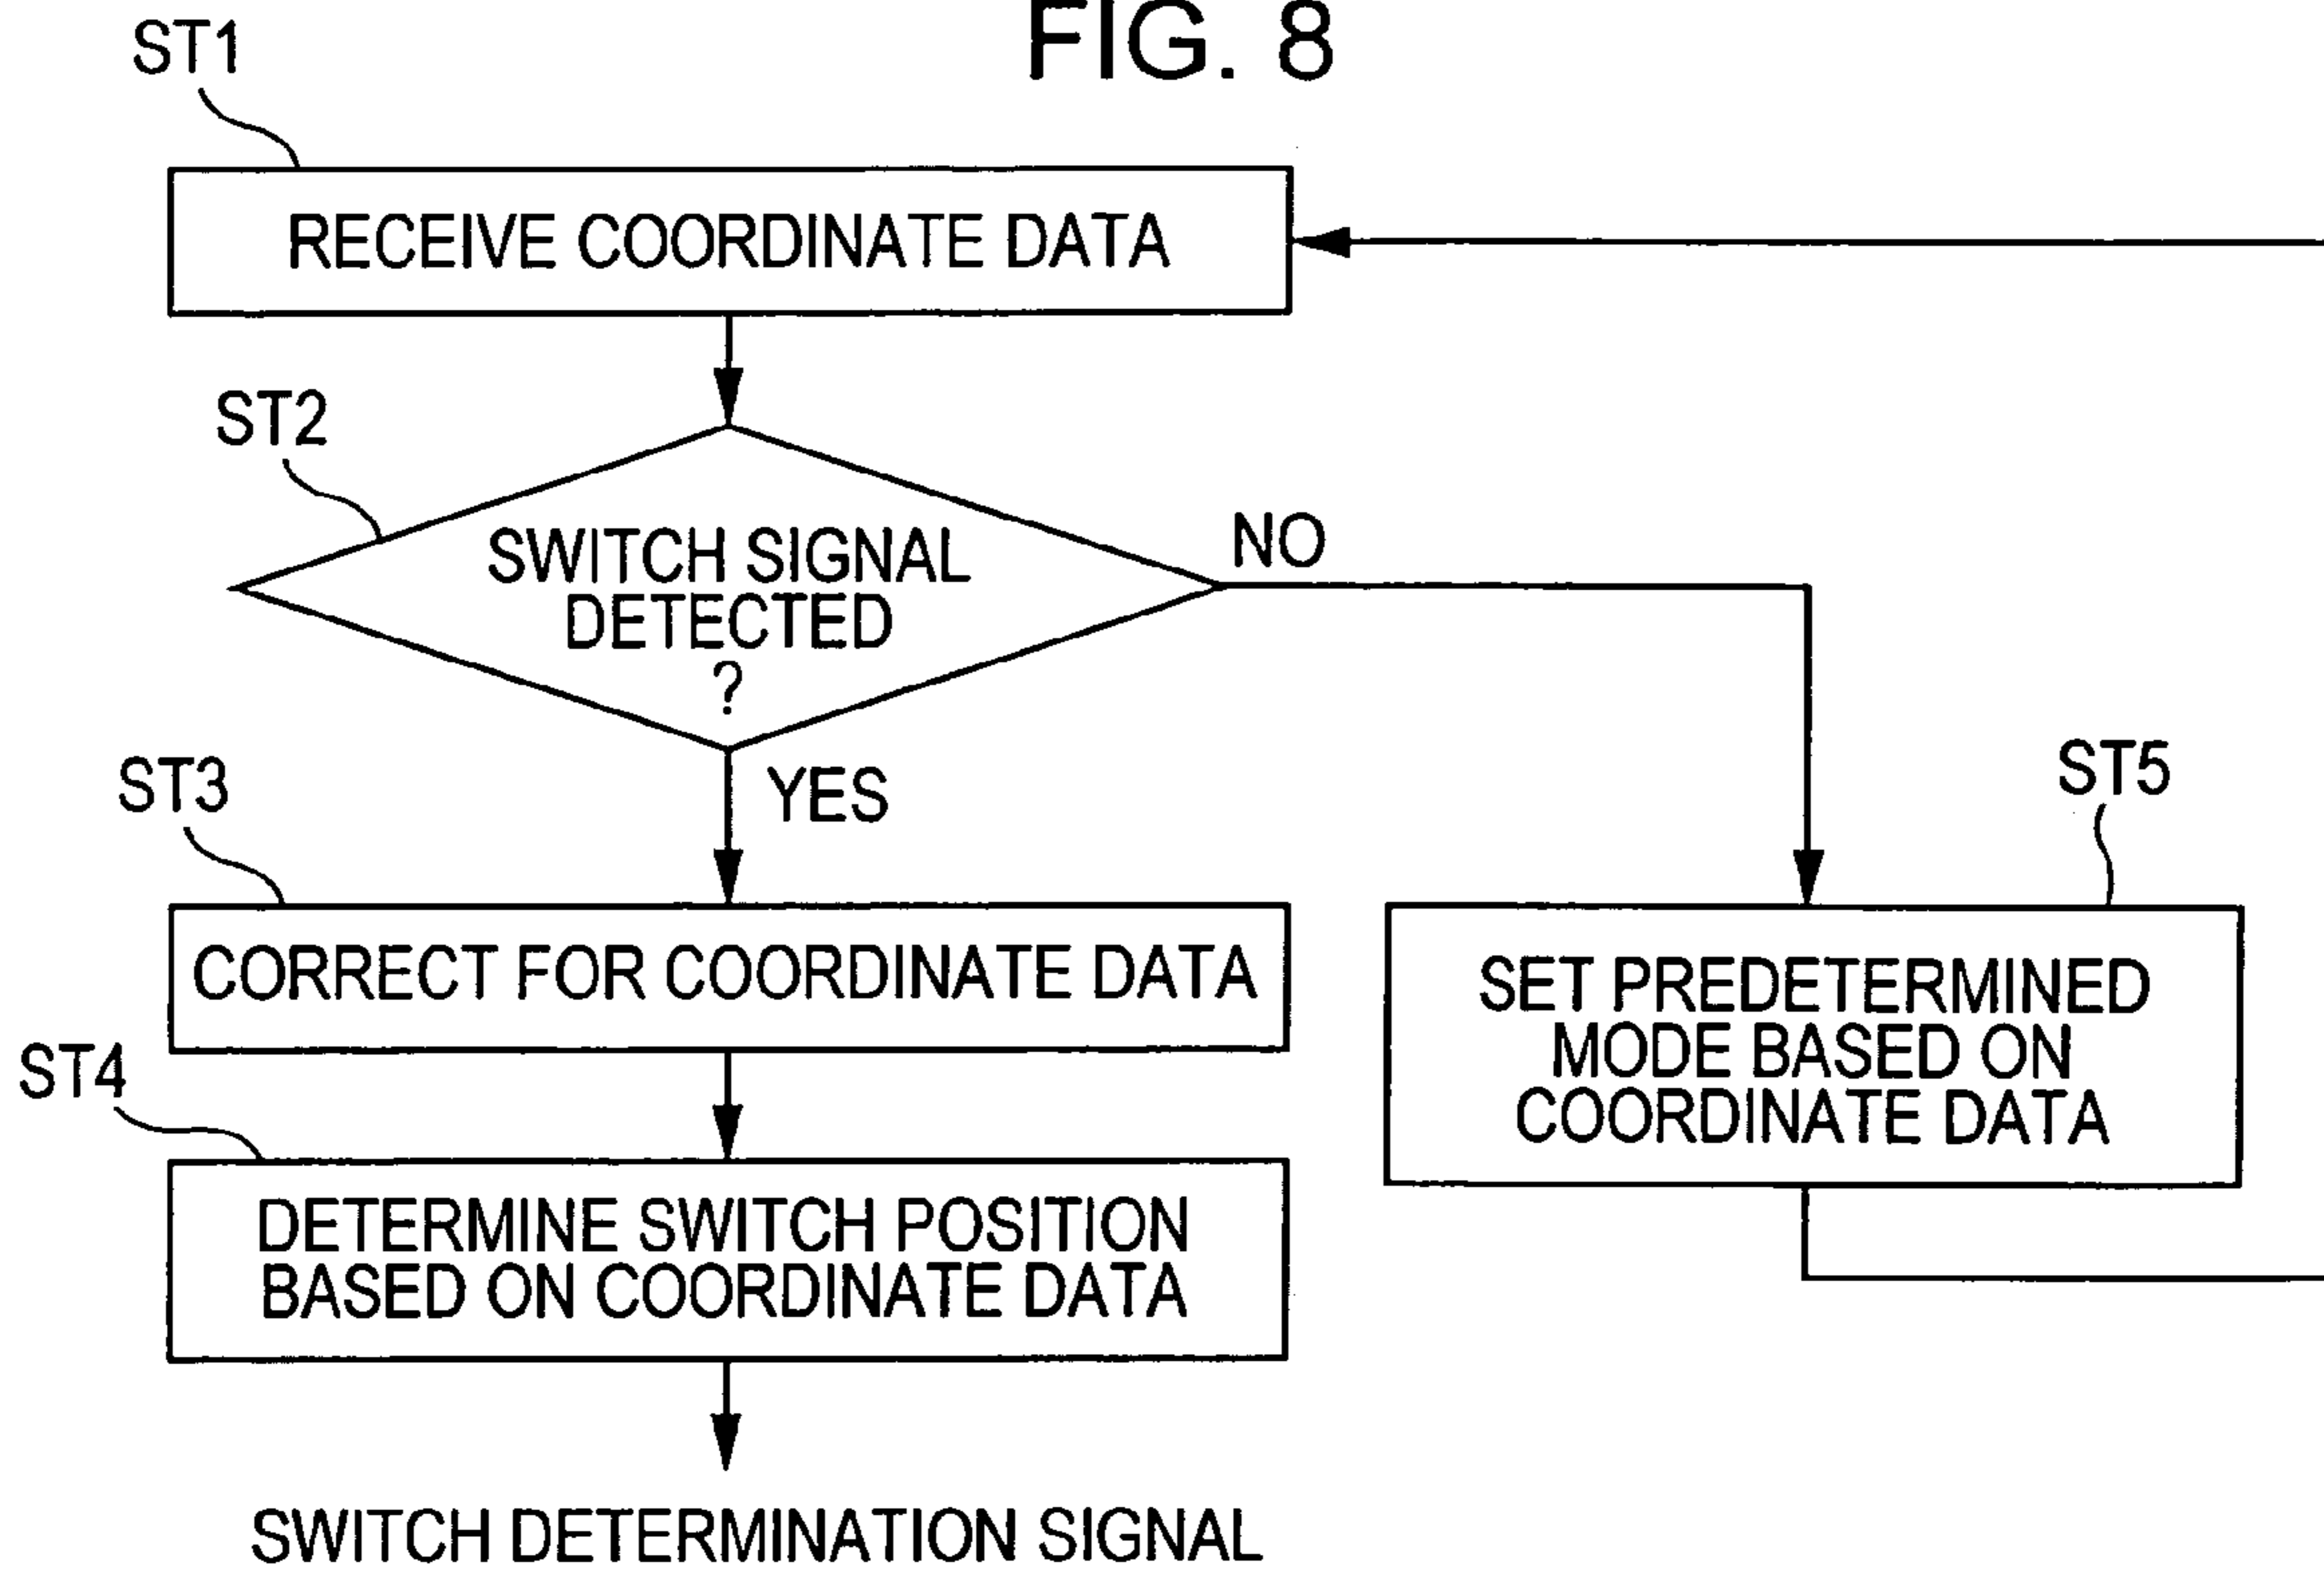 FIG. 8
ST1
RECEIVE COORDINATE DATA
ST2
SWITCH SIGNAL
DETECTED
?
NO
YES
ST3
CORRECT FOR COORDINATE DATA
ST5
SET PREDETERMINED
MODE BASED ON
COORDINATE DATA
ST4
DETERMINE SWITCH POSITION
BASED ON COORDINATE DATA
SWITCH DETERMINATION SIGNAL